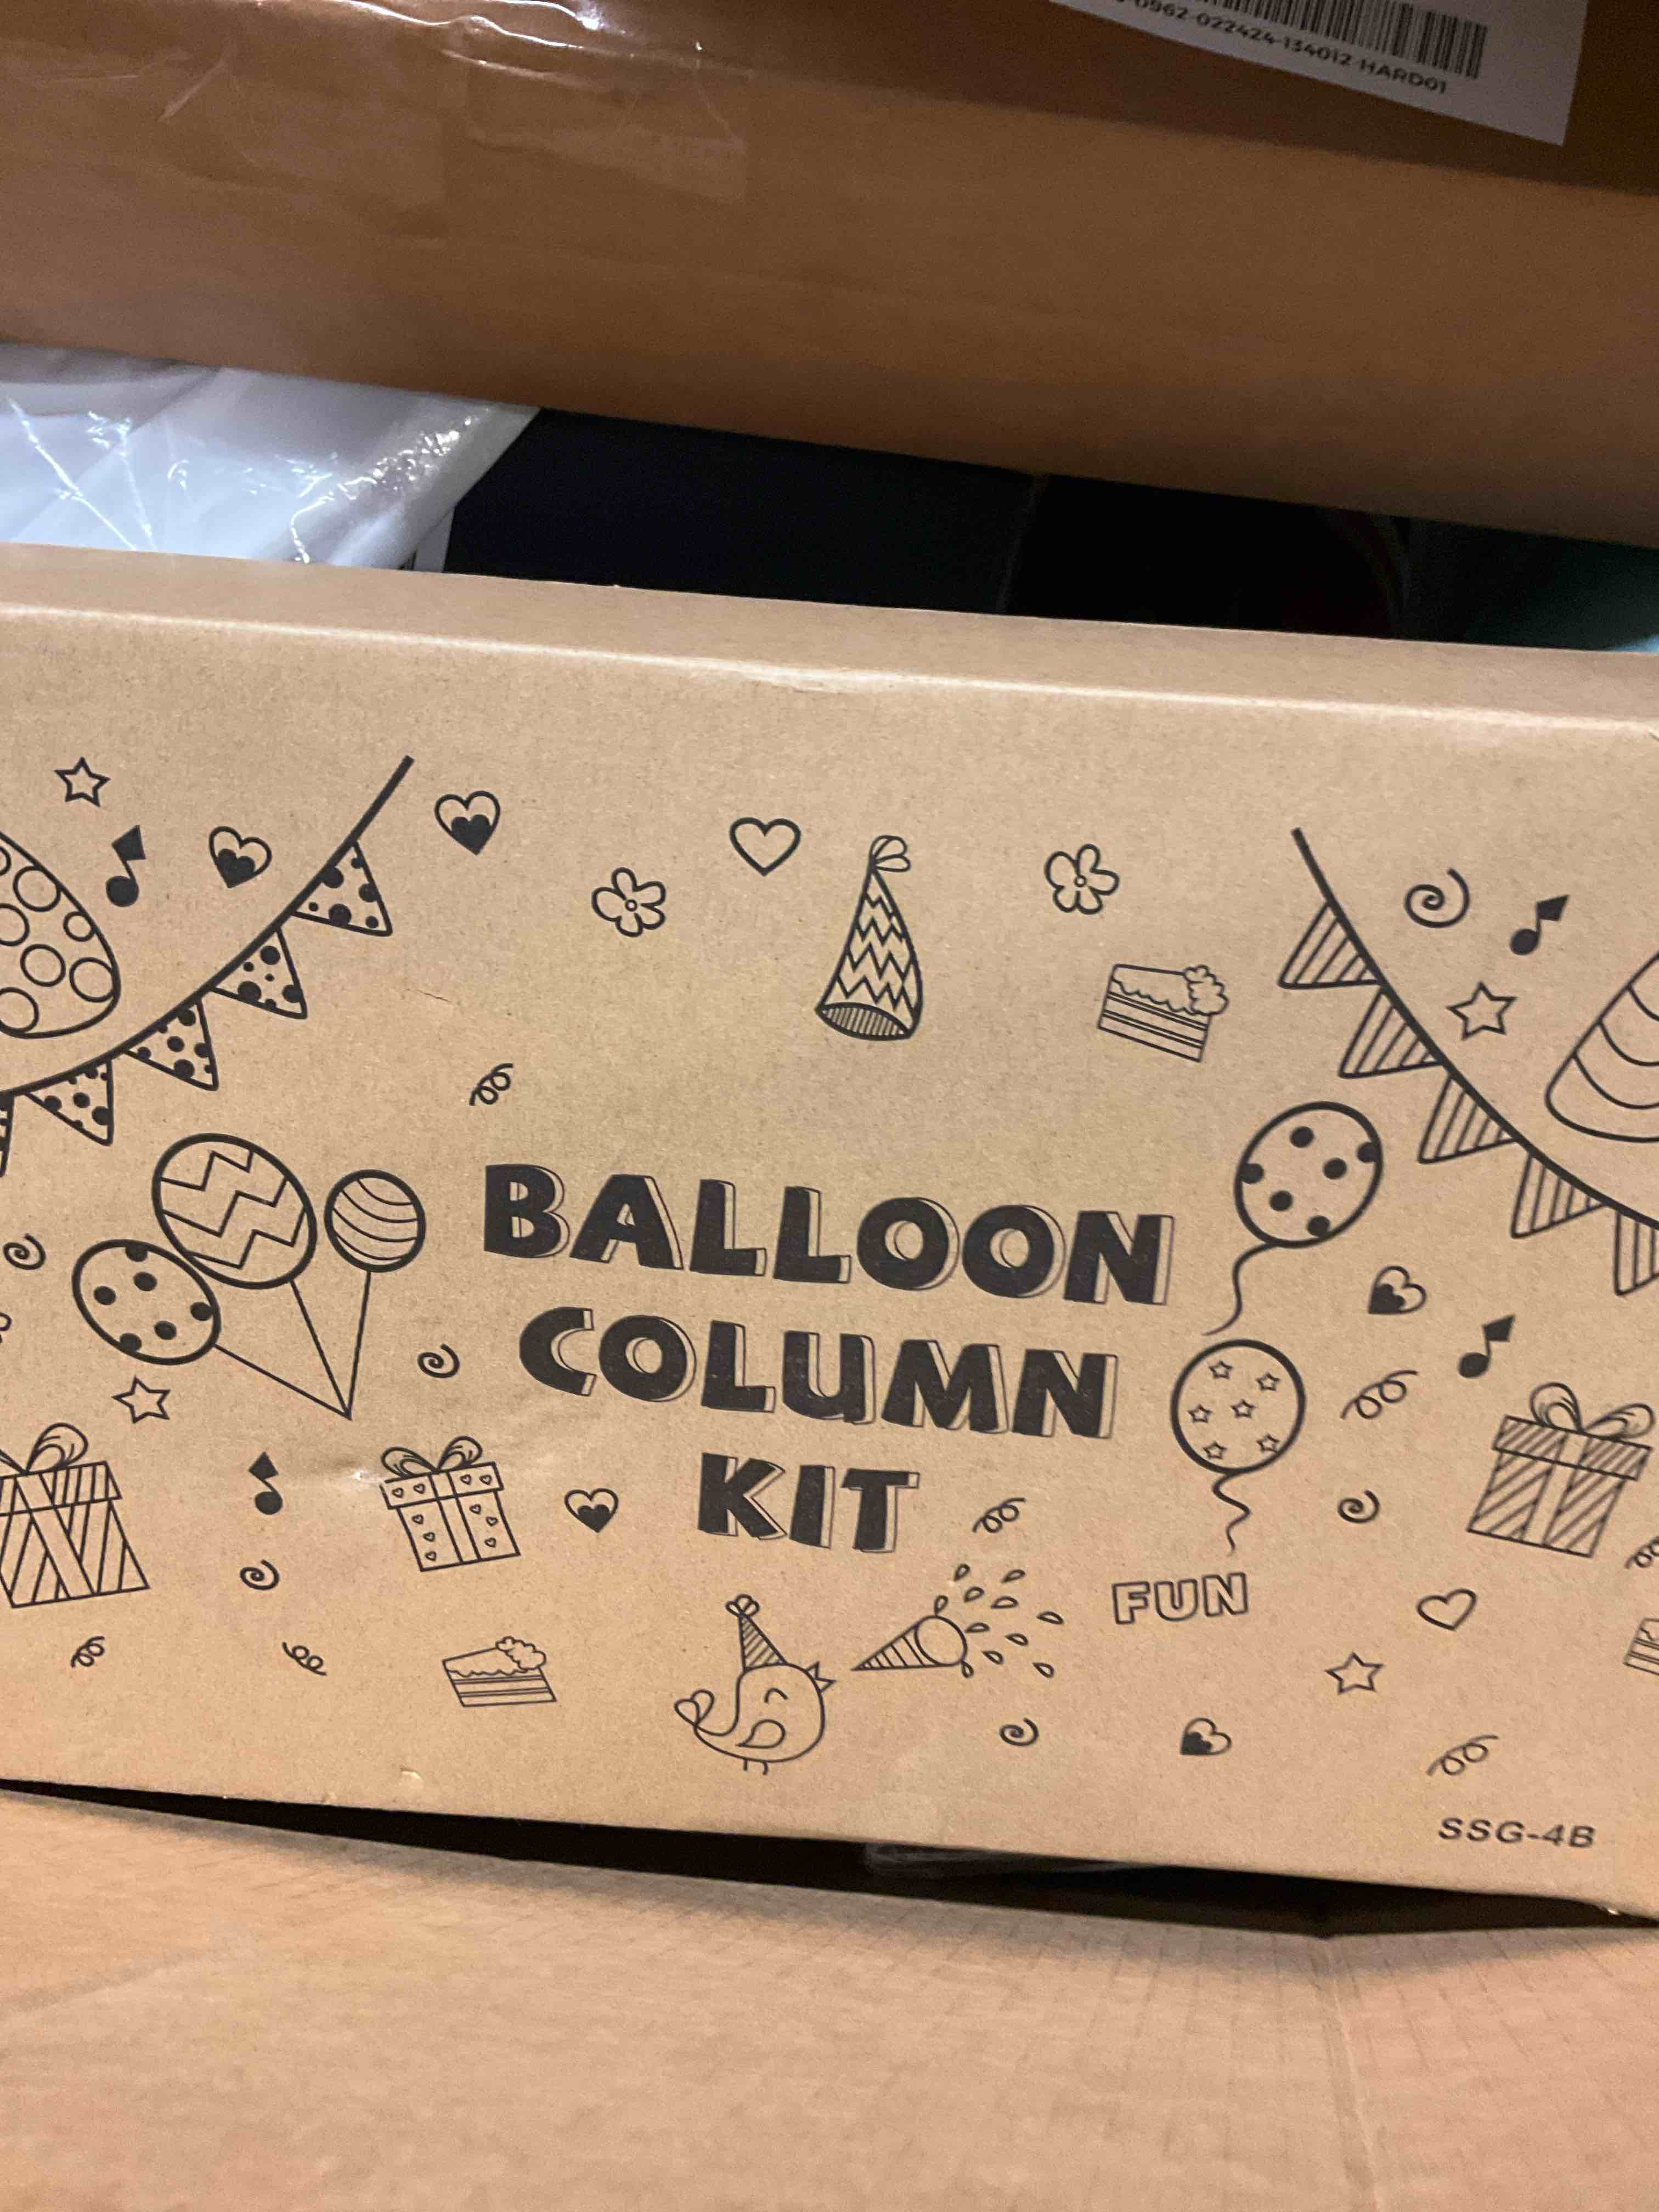 -0962-022424-134012-HARD01
BALLOON
COLUMN
KIT
FUN
SSG-4B